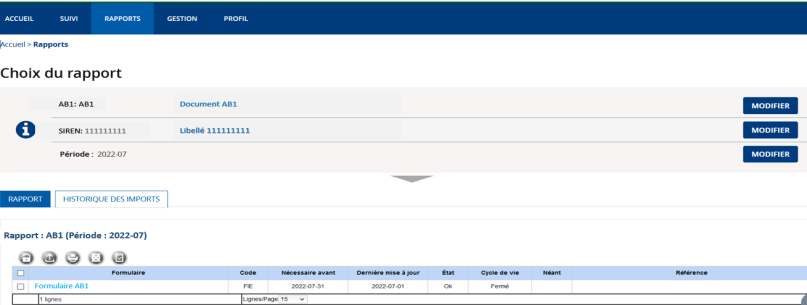 ACCUEIL SUIVI RAPPORTS GESTION PROFIL
Accueil > Rapports
Choix du rapport
AB1: AB1 Document AB1 MODIFIER
SIREN: 111111111 Libellé 111111111 MODIFIER
Période : 2022-07 MODIFIER
RAPPORT HISTORIQUE DES IMPORTS
Rapport : AB1 (Période : 2022-07)
Formulaire Code Nécessaire avant Dernière mise à jour État Cycle de vie Néant Référence
Formulaire AB1 FIE 2022-07-31 2022-07-01 Ok Fermé
1 lignes Lignes/Page 15